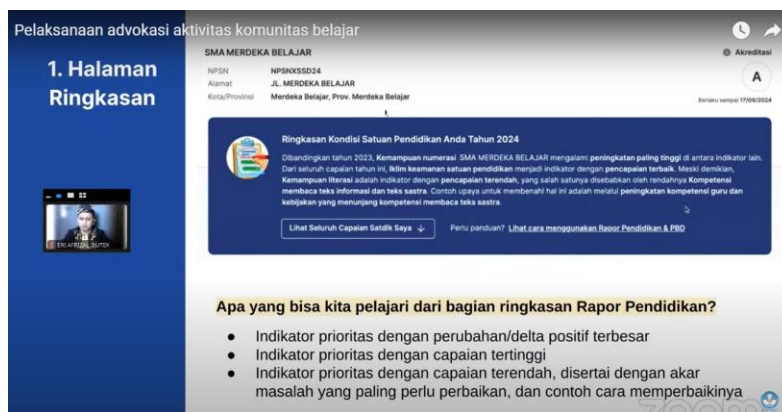 Pelaksanaan advokasi aktivitas komunitas belajar
1. Halaman
Ringkasan
SMA MERDEKA BELAJAR
NPSN NPSNXSSD24
Alamat JL. MERDEKA BELAJAR
Kota/Provinsi Merdeka Belajar, Prov. Merdeka Belajar
Akreditasi
A
Berlaku sampai 17/09/2024
Ringkasan Kondisi Satuan Pendidikan Anda Tahun 2024
Dibandingkan tahun 2023, Kemampuan numerasi SMA MERDEKA BELAJAR mengalami peningkatan paling tinggi di antara indikator lain.
Dari seluruh capaian tahun ini, Iklim keamanan satuan pendidikan menjadi indikator dengan pencapaian terbaik. Meski demikian,
Kemampuan literasi adalah indikator dengan pencapaian terendah, yang salah satunya disebabkan oleh rendahnya Kompetensi
membaca teks informasi dan teks sastra. Contoh upaya untuk membenahi hal ini adalah melalui peningkatan kompetensi guru dan
kebijakan yang menunjang kompetensi membaca teks sastra.
Lihat Seluruh Capaian Satdik Saya ↓
Perlu panduan? Lihat cara menggunakan Rapor Pendidikan & PBD
Apa yang bisa kita pelajari dari bagian ringkasan Rapor Pendidikan?
● Indikator prioritas dengan perubahan/delta positif terbesar
● Indikator prioritas dengan capaian tertinggi
● Indikator prioritas dengan capaian terendah, disertai dengan akar
masalah yang paling perlu perbaikan, dan contoh cara memperbaikinya
zoom